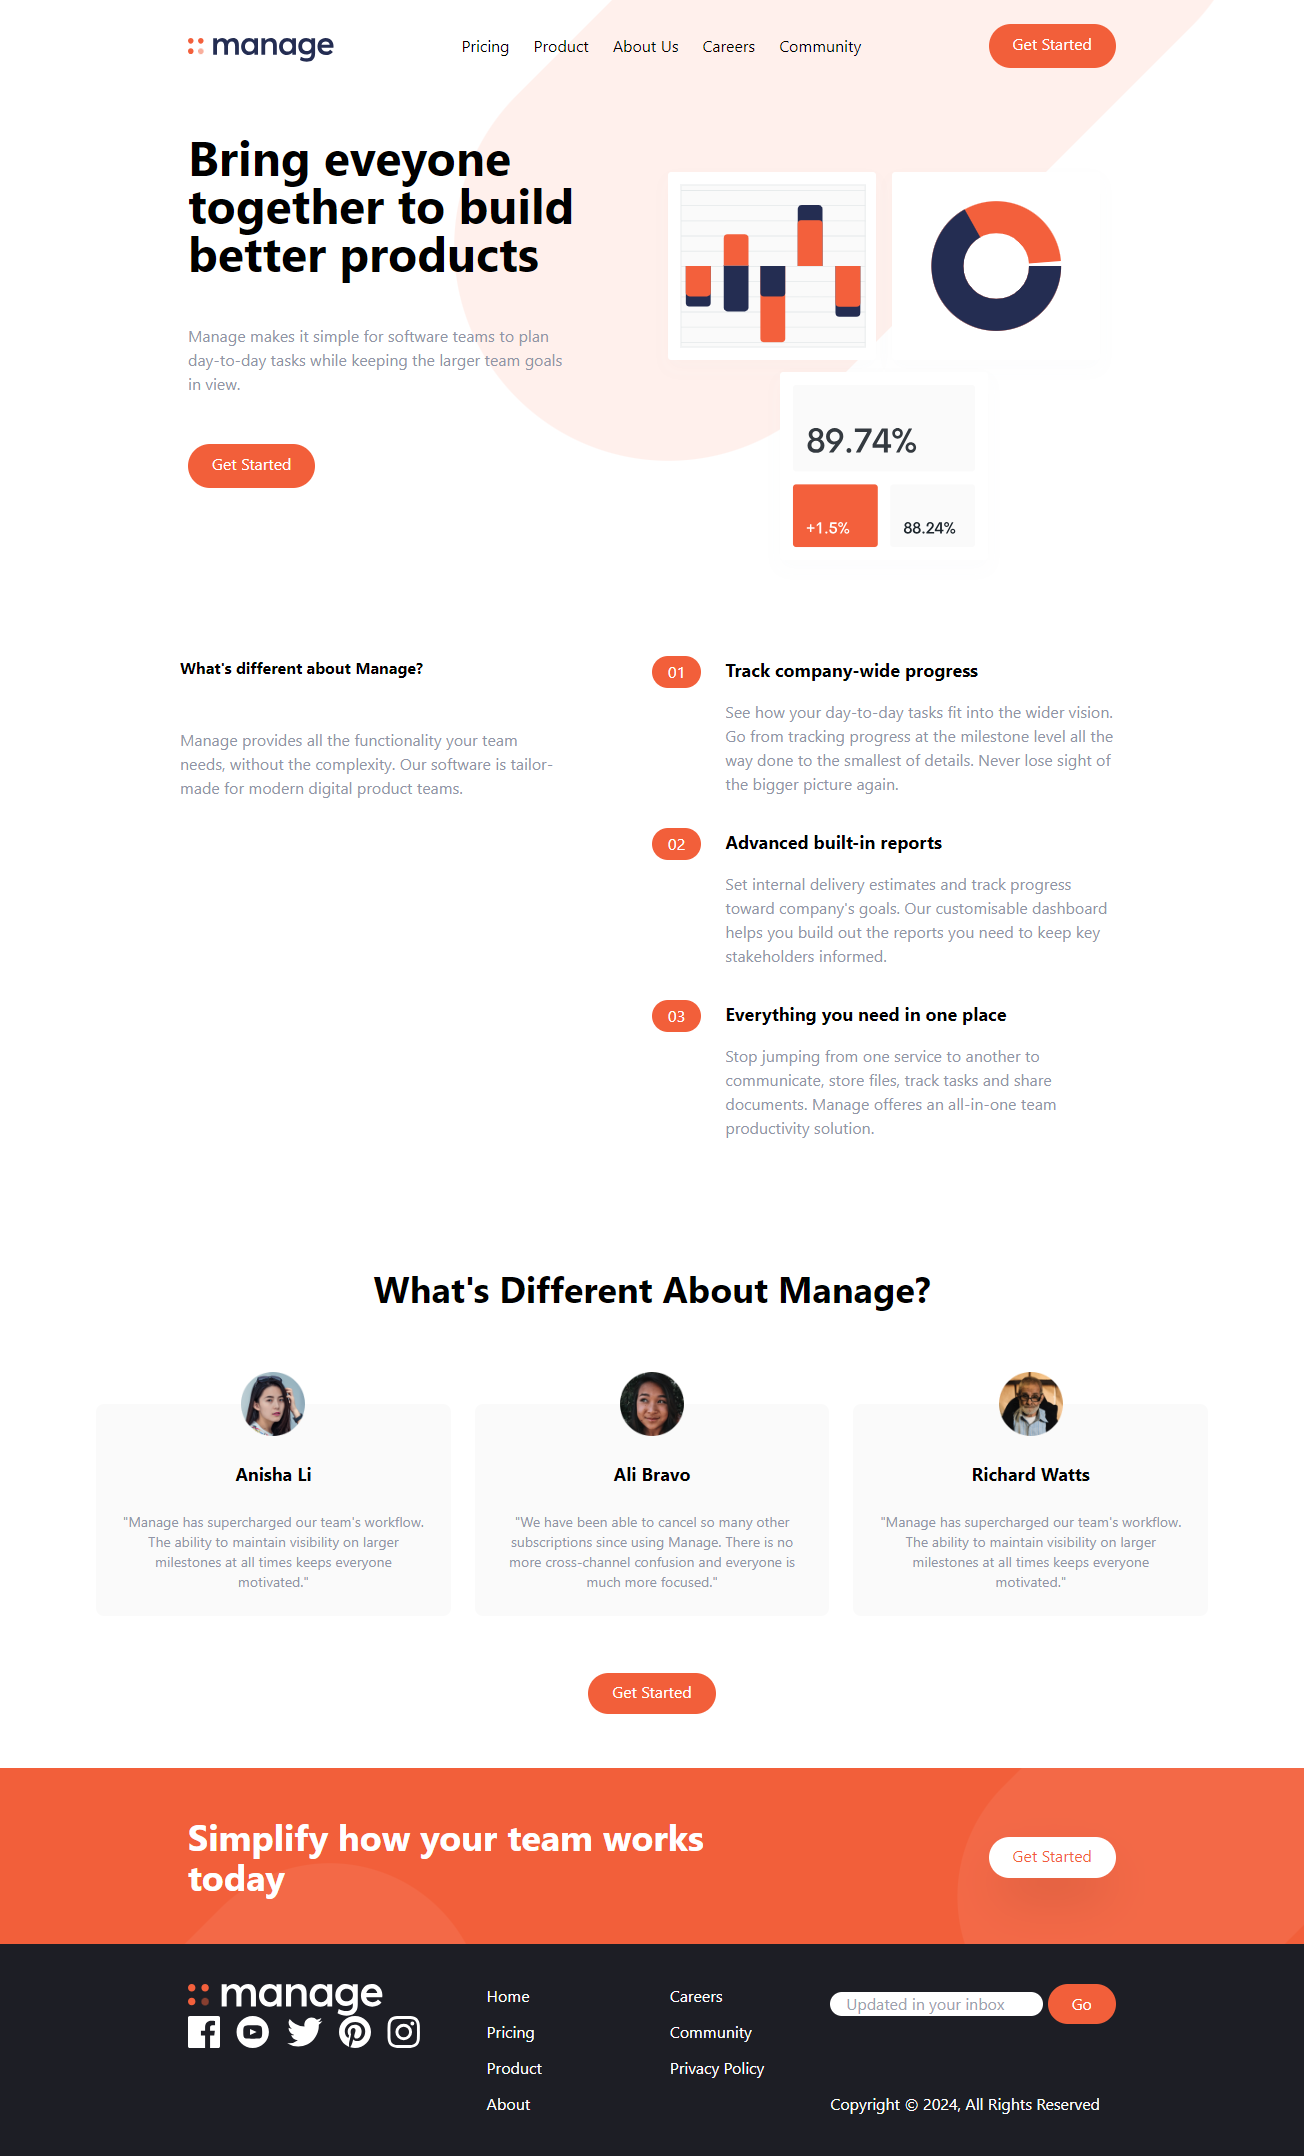 manage
Pricing Product About Us Careers Community
Get Started
Bring eveyone
together to build
better products
Manage makes it simple for software teams to plan
day-to-day tasks while keeping the larger team goals
in view.
Get Started
89.74%
+1.5%
88.24%
What's different about Manage?
Manage provides all the functionality your team
needs, without the complexity. Our software is tailor-
made for modern digital product teams.
01 Track company-wide progress
See how your day-to-day tasks fit into the wider vision.
Go from tracking progress at the milestone level all the
way done to the smallest of details. Never lose sight of
the bigger picture again.
02 Advanced built-in reports
Set internal delivery estimates and track progress
toward company's goals. Our customisable dashboard
helps you build out the reports you need to keep key
stakeholders informed.
03 Everything you need in one place
Stop jumping from one service to another to
communicate, store files, track tasks and share
documents. Manage offeres an all-in-one team
productivity solution.
What's Different About Manage?
Anisha Li
"Manage has supercharged our team's workflow.
The ability to maintain visibility on larger
milestones at all times keeps everyone
motivated."
Ali Bravo
"We have been able to cancel so many other
subscriptions since using Manage. There is no
more cross-channel confusion and everyone is
much more focused."
Richard Watts
"Manage has supercharged our team's workflow.
The ability to maintain visibility on larger
milestones at all times keeps everyone
motivated."
Get Started
Simplify how your team works
today
Get Started
manage
Home
Pricing
Product
About
Careers
Community
Privacy Policy
Updated in your inbox
Go
Copyright © 2024, All Rights Reserved